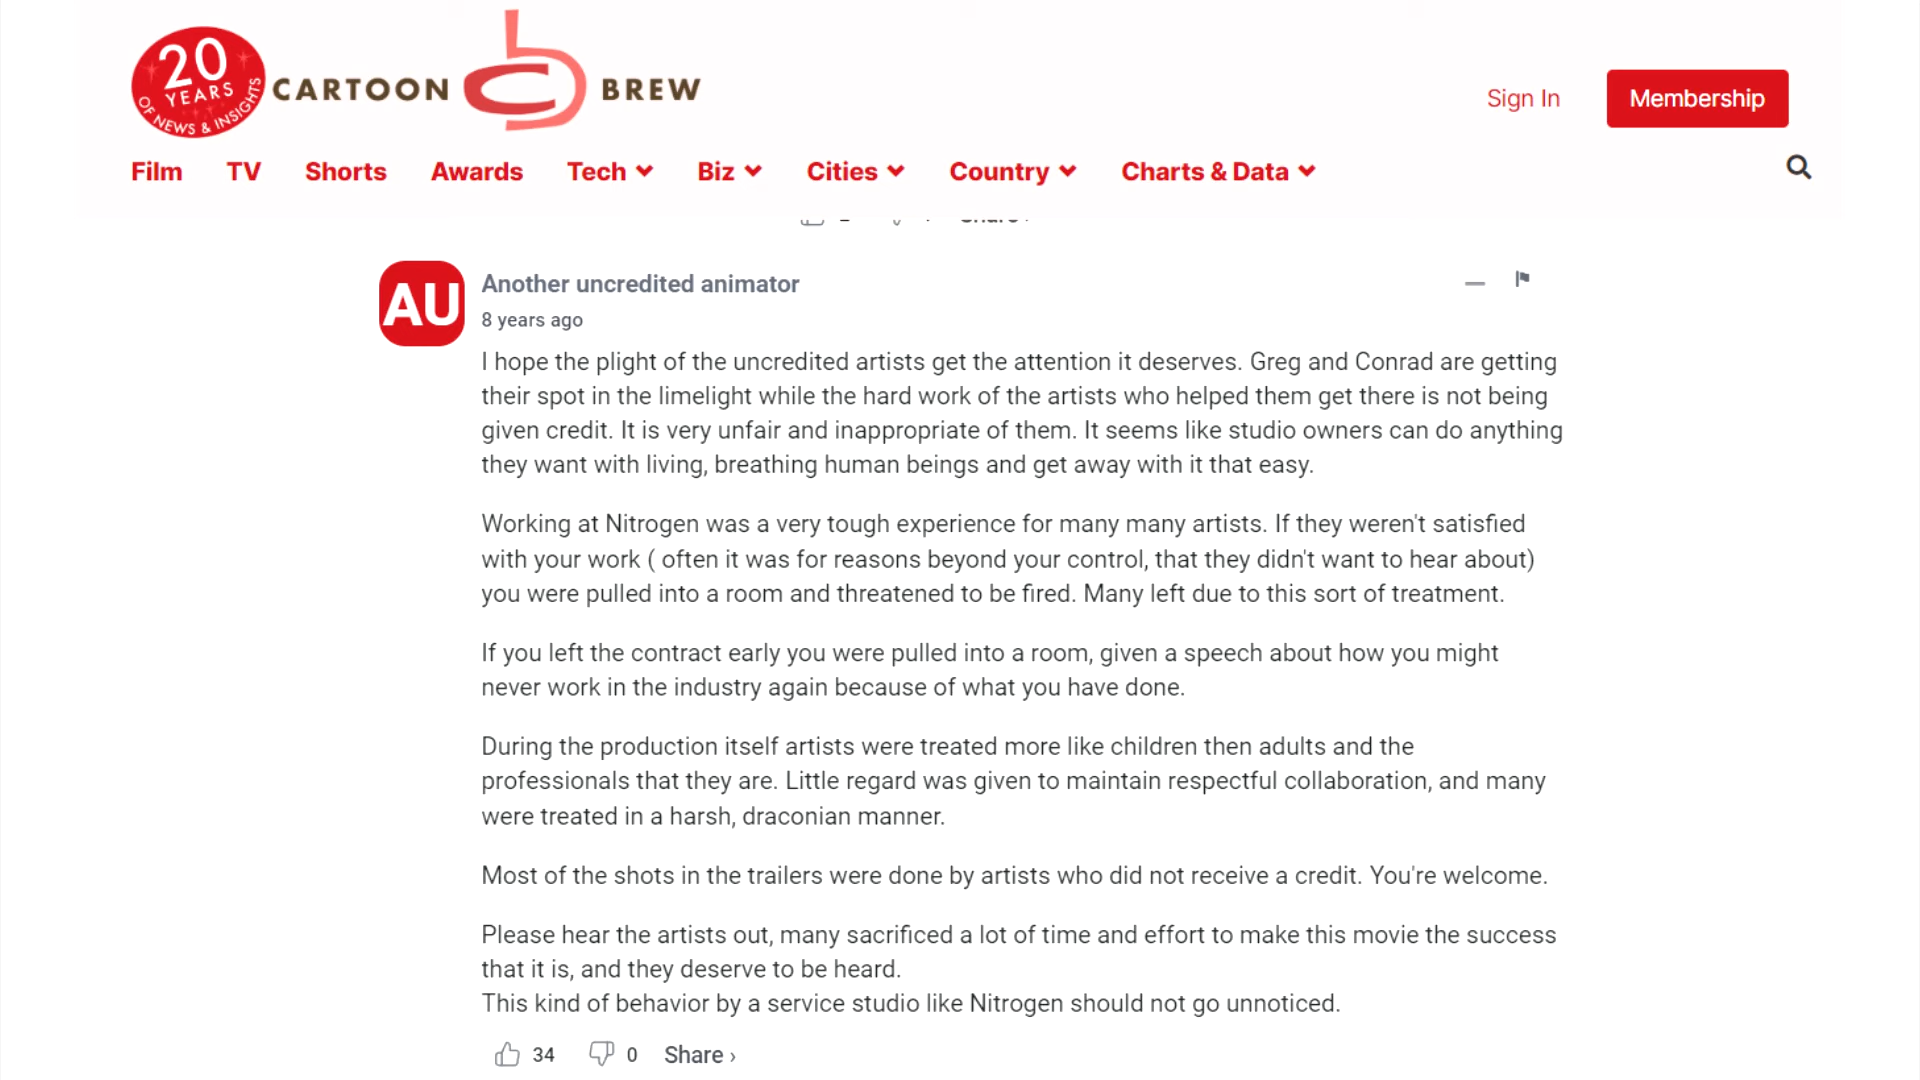 20
YEARS
OF NEWS & INSIGHTS
CARTOON BREW
Sign In
Membership
Film TV Shorts Awards Tech Biz Cities Country Charts & Data
AU
Another uncredited animator
8 years ago
I hope the plight of the uncredited artists get the attention it deserves. Greg and Conrad are getting
their spot in the limelight while the hard work of the artists who helped them get there is not being
given credit. It is very unfair and inappropriate of them. It seems like studio owners can do anything
they want with living, breathing human beings and get away with it that easy.
Working at Nitrogen was a very tough experience for many many artists. If they weren't satisfied
with your work ( often it was for reasons beyond your control, that they didn't want to hear about)
you were pulled into a room and threatened to be fired. Many left due to this sort of treatment.
If you left the contract early you were pulled into a room, given a speech about how you might
never work in the industry again because of what you have done.
During the production itself artists were treated more like children then adults and the
professionals that they are. Little regard was given to maintain respectful collaboration, and many
were treated in a harsh, draconian manner.
Most of the shots in the trailers were done by artists who did not receive a credit. You're welcome.
Please hear the artists out, many sacrificed a lot of time and effort to make this movie the success
that it is, and they deserve to be heard.
This kind of behavior by a service studio like Nitrogen should not go unnoticed.
34 0 Share ›